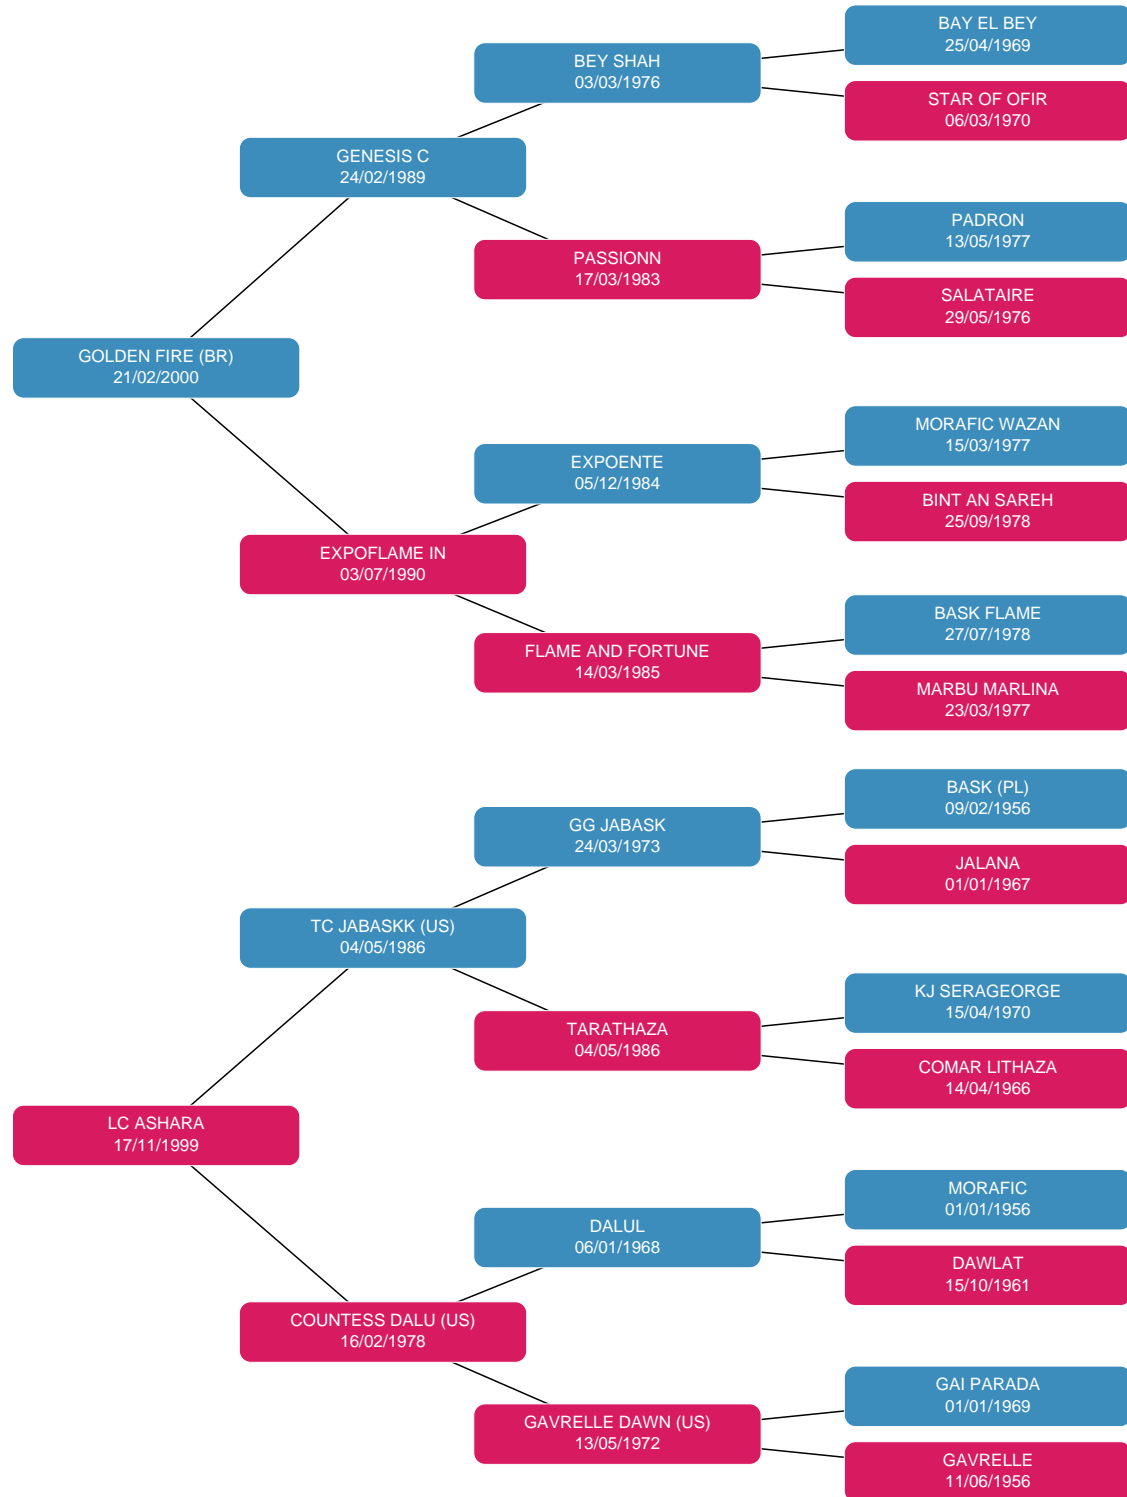 BAY EL BEY
25/04/1969
BEY SHAH
03/03/1976
STAR OF OFIR
06/03/1970
GENESIS C
24/02/1989
PADRON
13/05/1977
PASSIONN
17/03/1983
SALATAIRE
29/05/1976
GOLDEN FIRE (BR)
21/02/2000
MORAFIC WAZAN
15/03/1977
EXPOENTE
05/12/1984
BINT AN SAREH
25/09/1978
EXPOFLAME IN
03/07/1990
BASK FLAME
27/07/1978
FLAME AND FORTUNE
14/03/1985
MARBU MARLINA
23/03/1977
BASK (PL)
09/02/1956
GG JABASK
24/03/1973
JALANA
01/01/1967
TC JABASKK (US)
04/05/1986
KJ SERAGEORGE
15/04/1970
TARATHAZA
04/05/1986
COMAR LITHAZA
14/04/1966
LC ASHARA
17/11/1999
MORAFIC
01/01/1956
DALUL
06/01/1968
DAWLAT
15/10/1961
COUNTESS DALU (US)
16/02/1978
GAI PARADA
01/01/1969
GAVRELLE DAWN (US)
13/05/1972
GAVRELLE
11/06/1956